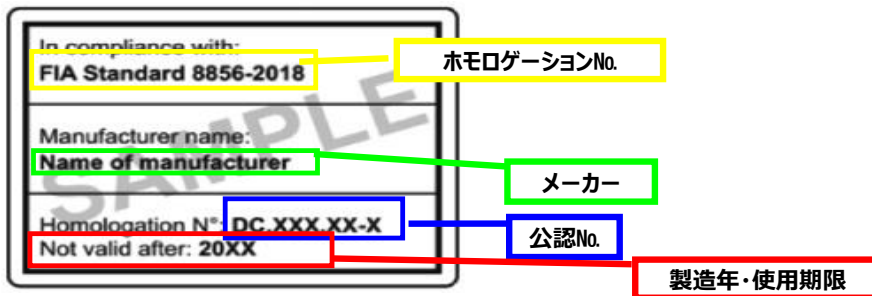 In compliance with:
FIA Standard 8856-2018
ホモロゲーション№
Manufacturer name:
Name of manufacturer
メーカー
Homologation N°: DC.XXX.XX-X
公認№
Not valid after: 20XX
製造年・使用期限
SAMPLE